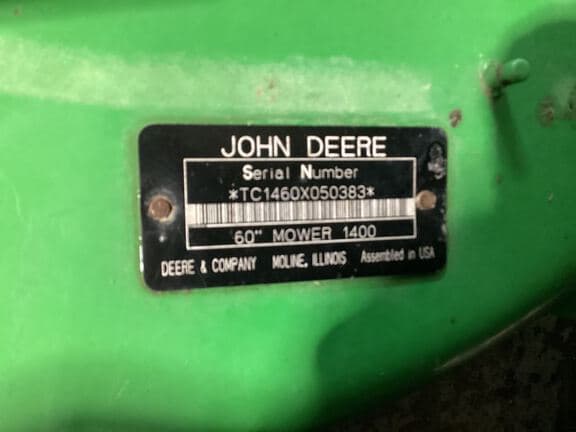 JOHN DEERE
Serial Number
*TC1460X050383*
60" MOWER 1400
DEERE & COMPANY MOLINE, ILLINOIS Assembled in USA